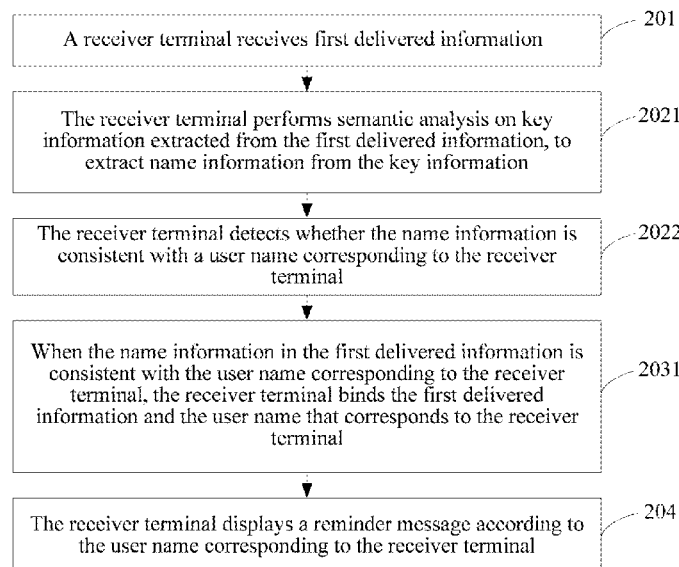 A receiver terminal receives first delivered information
201
The receiver terminal performs semantic analysis on key
information extracted from the first delivered information, to
extract name information from the key information
2021
The receiver terminal detects whether the name information is
consistent with a user name corresponding to the receiver
terminal
2022
When the name information in the first delivered information is
consistent with the user name corresponding to the receiver
terminal, the receiver terminal binds the first delivered
information and the user name that corresponds to the receiver
terminal
2031
The receiver terminal displays a reminder message according to
the user name corresponding to the receiver terminal
204